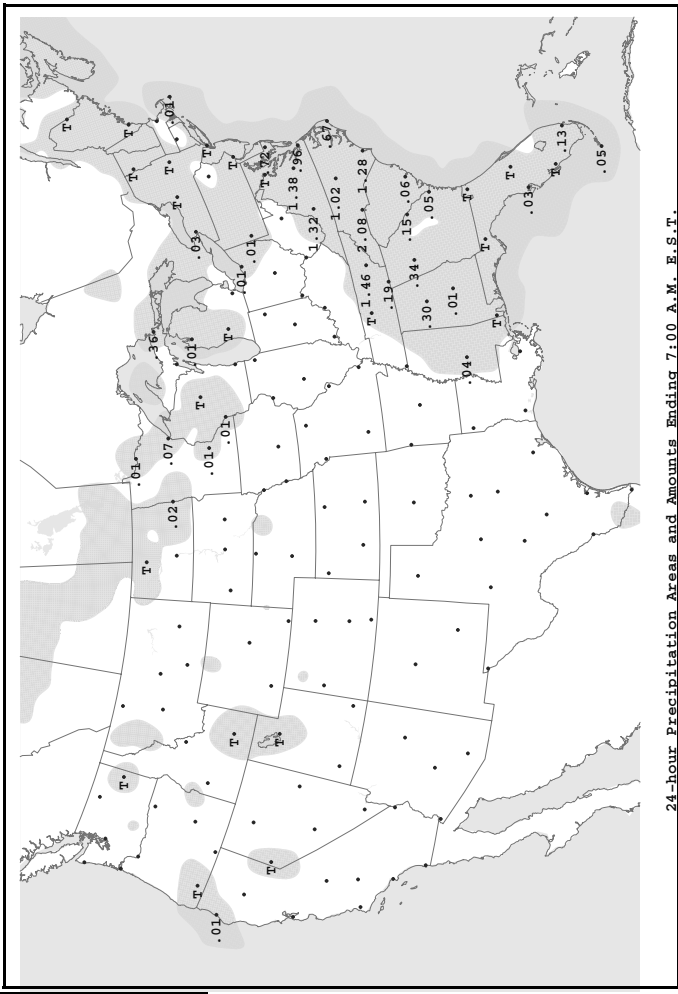 T
T
T
T
.01
T
.36
.07
.01
T
.02
T
.01
.03
T
T
T
.01
.01
.01
T
T
T
.01
.01
T
.72
T
T
1.38
.96
1.32
.67
1.02
2.08
1.28
1.46
T
.19
.06
.15
.34
.30
.05
.01
.04
T
T
T
T
.03
T
.13
.05
24-hour Precipitation Areas and Amounts Ending 7:00 A.M. E.S.T.